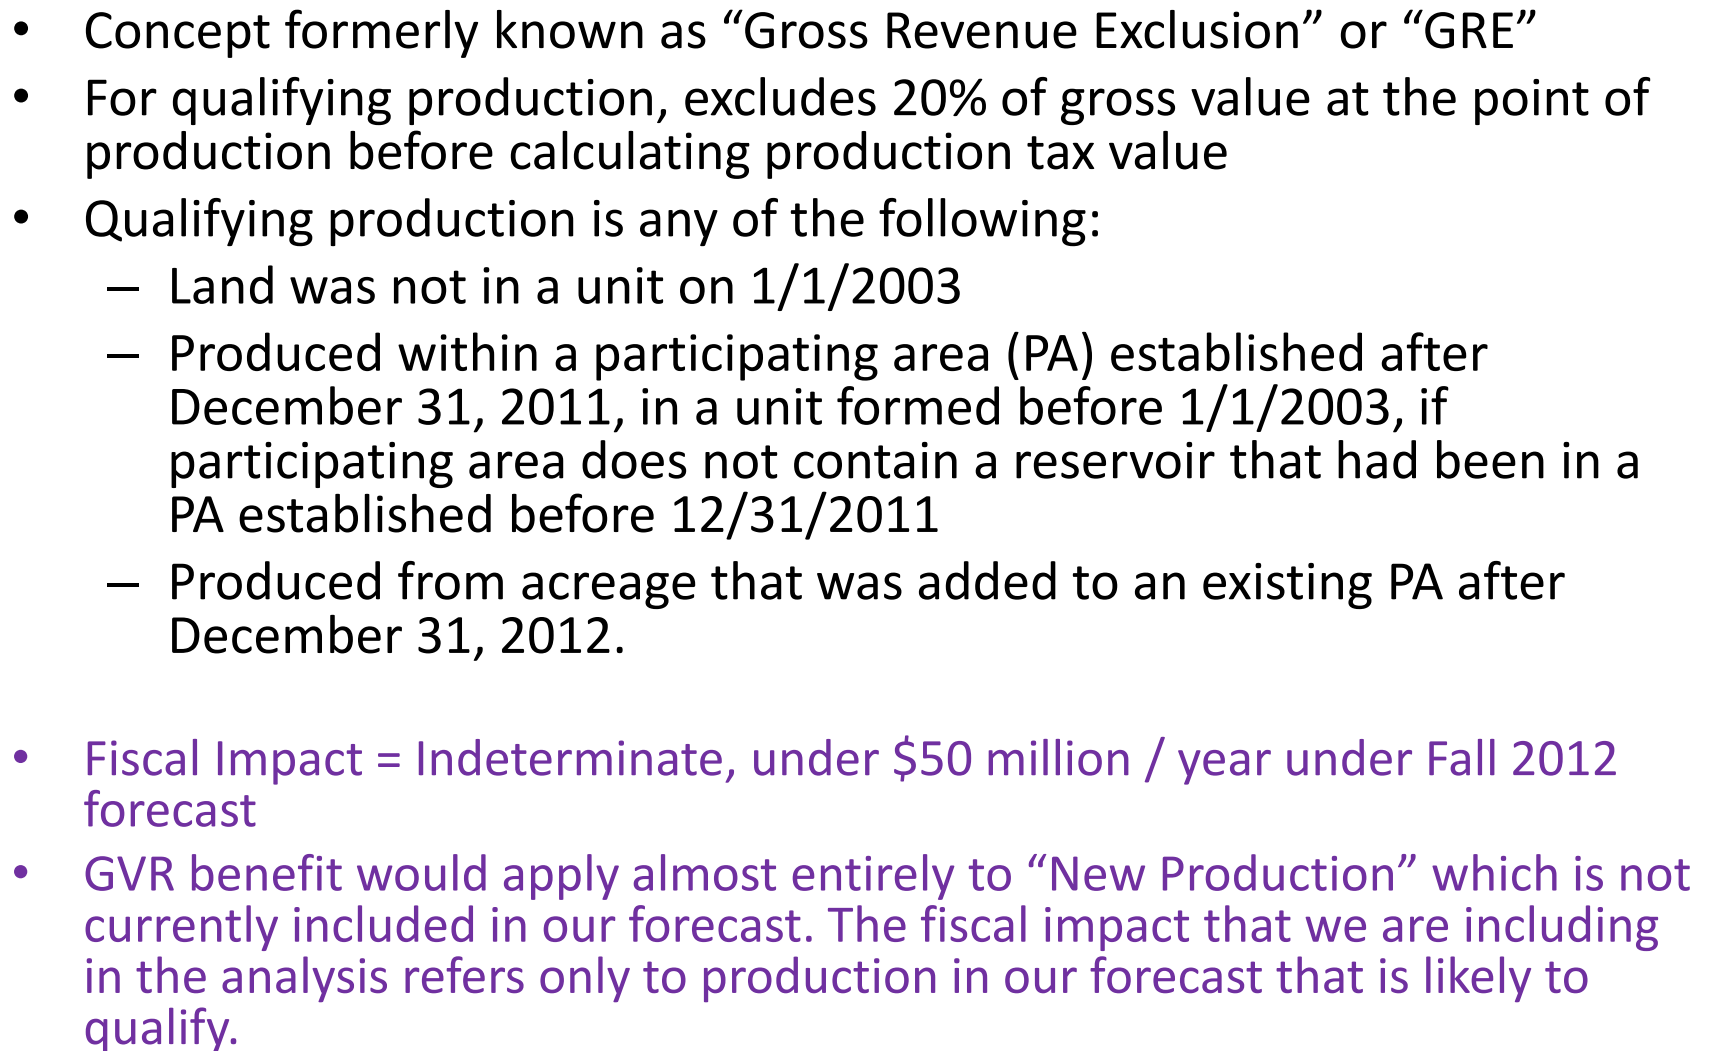 • Concept formerly known as “Gross Revenue Exclusion” or “GRE”
• For qualifying production, excludes 20% of gross value at the point of
production before calculating production tax value
• Qualifying production is any of the following:
– Land was not in a unit on 1/1/2003
– Produced within a participating area (PA) established after
December 31, 2011, in a unit formed before 1/1/2003, if
participating area does not contain a reservoir that had been in a
PA established before 12/31/2011
– Produced from acreage that was added to an existing PA after
December 31, 2012.
• Fiscal Impact = Indeterminate, under $50 million / year under Fall 2012
forecast
• GVR benefit would apply almost entirely to “New Production” which is not
currently included in our forecast. The fiscal impact that we are including
in the analysis refers only to production in our forecast that is likely to
qualify.